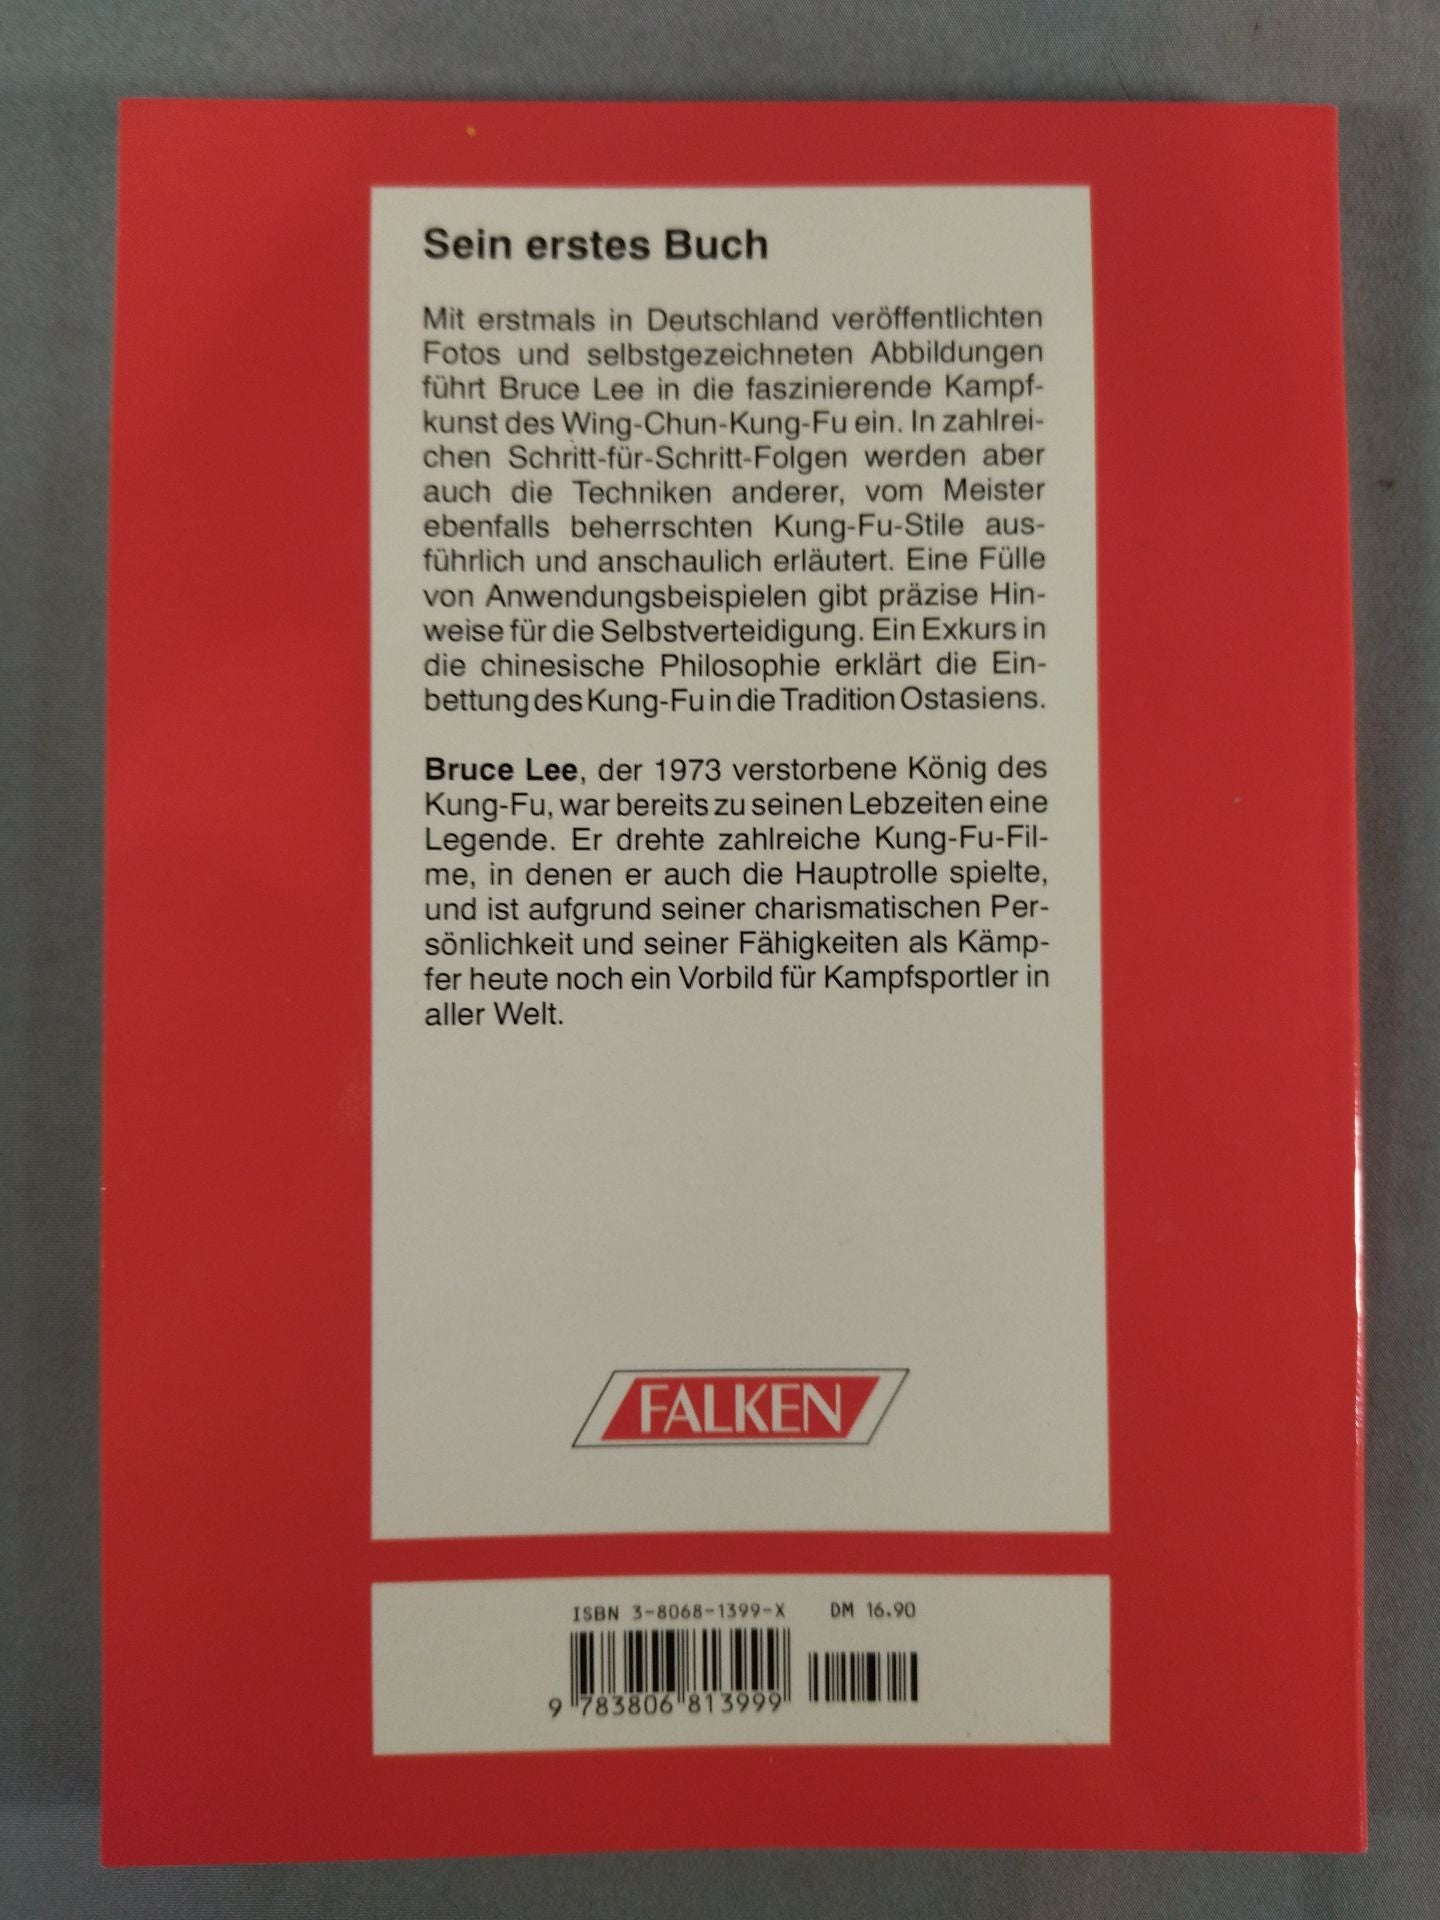 Sein erstes Buch
Mit erstmals in Deutschland veröffentlichten
Fotos und selbstgezeichneten Abbildungen
führt Bruce Lee in die faszinierende Kampf-
kunst des Wing-Chun-Kung-Fu ein. In zahlrei-
chen Schritt-für-Schritt-Folgen werden aber
auch die Techniken anderer, vom Meister
ebenfalls beherrschten Kung-Fu-Stile aus-
führlich und anschaulich erläutert. Eine Fülle
von Anwendungsbeispielen gibt präzise Hin-
weise für die Selbstverteidigung. Ein Exkurs in
die chinesische Philosophie erklärt die Ein-
bettung des Kung-Fu in die Tradition Ostasiens.
Bruce Lee, der 1973 verstorbene König des
Kung-Fu, war bereits zu seinen Lebzeiten eine
Legende. Er drehte zahlreiche Kung-Fu-Fil-
me, in denen er auch die Hauptrolle spielte,
und ist aufgrund seiner charismatischen Per-
sönlichkeit und seiner Fähigkeiten als Kämp-
fer heute noch ein Vorbild für Kampfsportler in
aller Welt.
FALKEN
ISBN 3-8068-1399-X DM 16.90
9 783806 813999